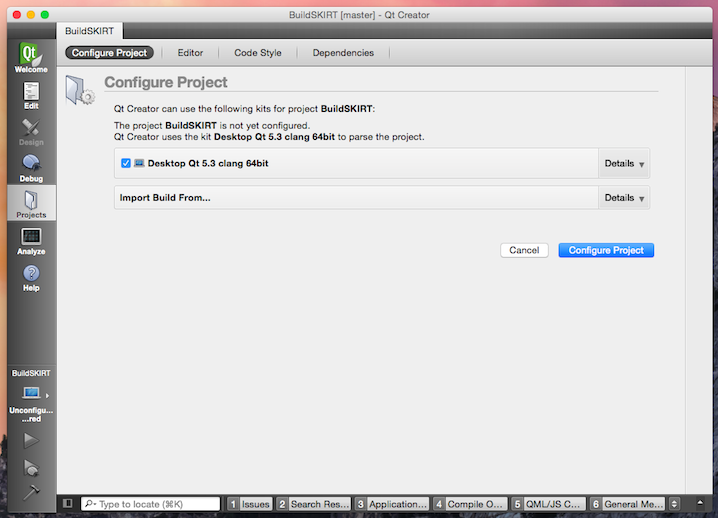 BuildSKIRT [master] - Qt Creator
BuildSKIRT
Configure Project
Editor
Code Style
Dependencies
Qt
Welcome
Edit
Design
Debug
Projects
Analyze
Help
Configure Project
Qt Creator can use the following kits for project BuildSKIRT:
The project BuildSKIRT is not yet configured.
Qt Creator uses the kit Desktop Qt 5.3 clang 64bit to parse the project.
Desktop Qt 5.3 clang 64bit
Details
Import Build From...
Details
Cancel
Configure Project
BuildSKIRT
Unconfigu...
...red
Type to locate (⌘K)
1 Issues
2 Search Res...
3 Application...
4 Compile O...
5 QML/JS C...
6 General Me...